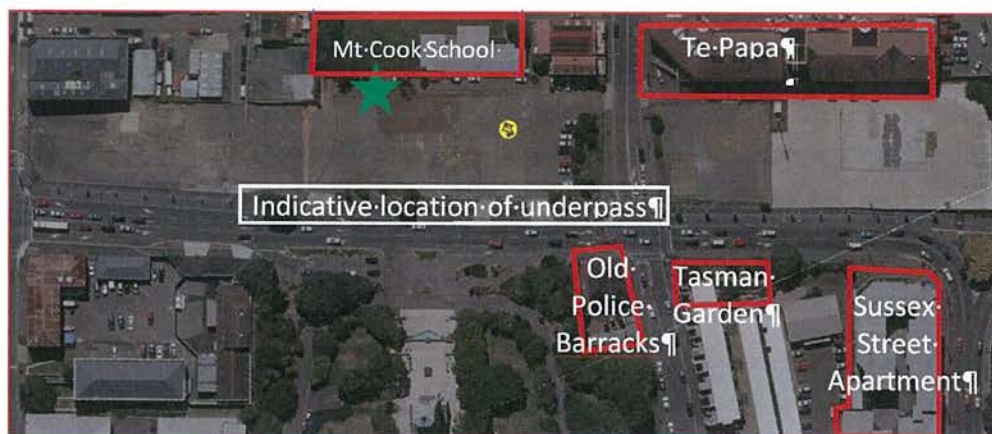 Mt·Cook·School·
Te·Papa¶
¶
Indicative·location·of·underpass¶
Old·
Police·
Barracks¶
Tasman·
Garden¶
Sussex·
Street·
Apartment¶